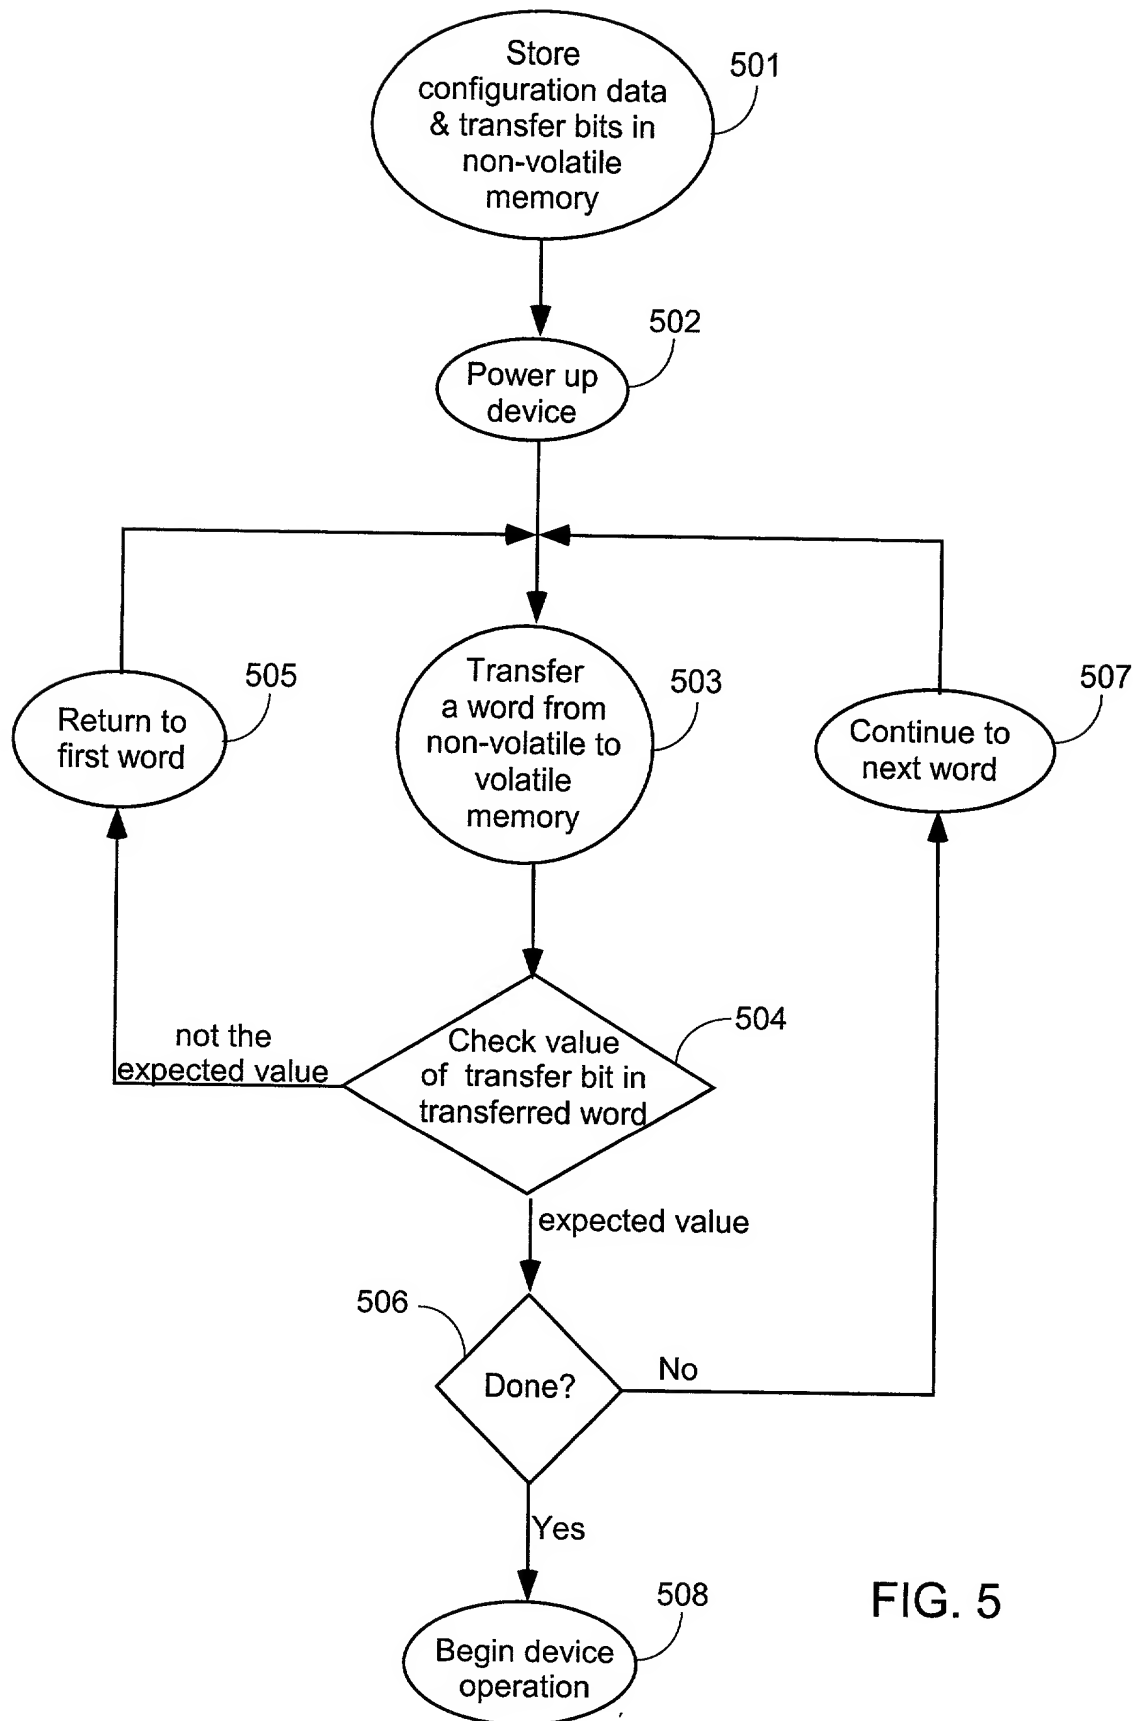 Store
configuration data
& transfer bits in
non-volatile
memory
501
502
Power up
device
505
Return to
first word
Transfer
a word from
non-volatile to
volatile
memory
503
507
Continue to
next word
not the
expected value
Check value
of transfer bit in
transferred word
504
expected value
506
Done?
No
Yes
508
Begin device
operation
FIG. 5